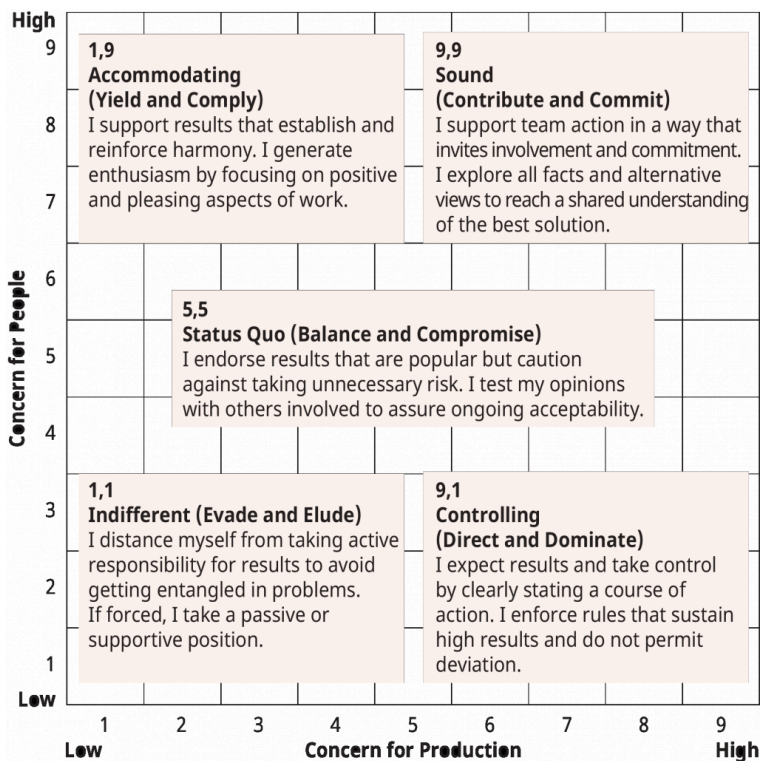 High
9
8
7
6
5
4
3
2
1
Low
Concern for People
1,9
Accommodating
(Yield and Comply)
I support results that establish and
reinforce harmony. I generate
enthusiasm by focusing on positive
and pleasing aspects of work.
9,9
Sound
(Contribute and Commit)
I support team action in a way that
invites involvement and commitment.
I explore all facts and alternative
views to reach a shared understanding
of the best solution.
5,5
Status Quo (Balance and Compromise)
I endorse results that are popular but caution
against taking unnecessary risk. I test my opinions
with others involved to assure ongoing acceptability.
1,1
Indifferent (Evade and Elude)
I distance myself from taking active
responsibility for results to avoid
getting entangled in problems.
If forced, I take a passive or
supportive position.
9,1
Controlling
(Direct and Dominate)
I expect results and take control
by clearly stating a course of
action. I enforce rules that sustain
high results and do not permit
deviation.
1 2 3 4 5 6 7 8 9
Low Concern for Production High